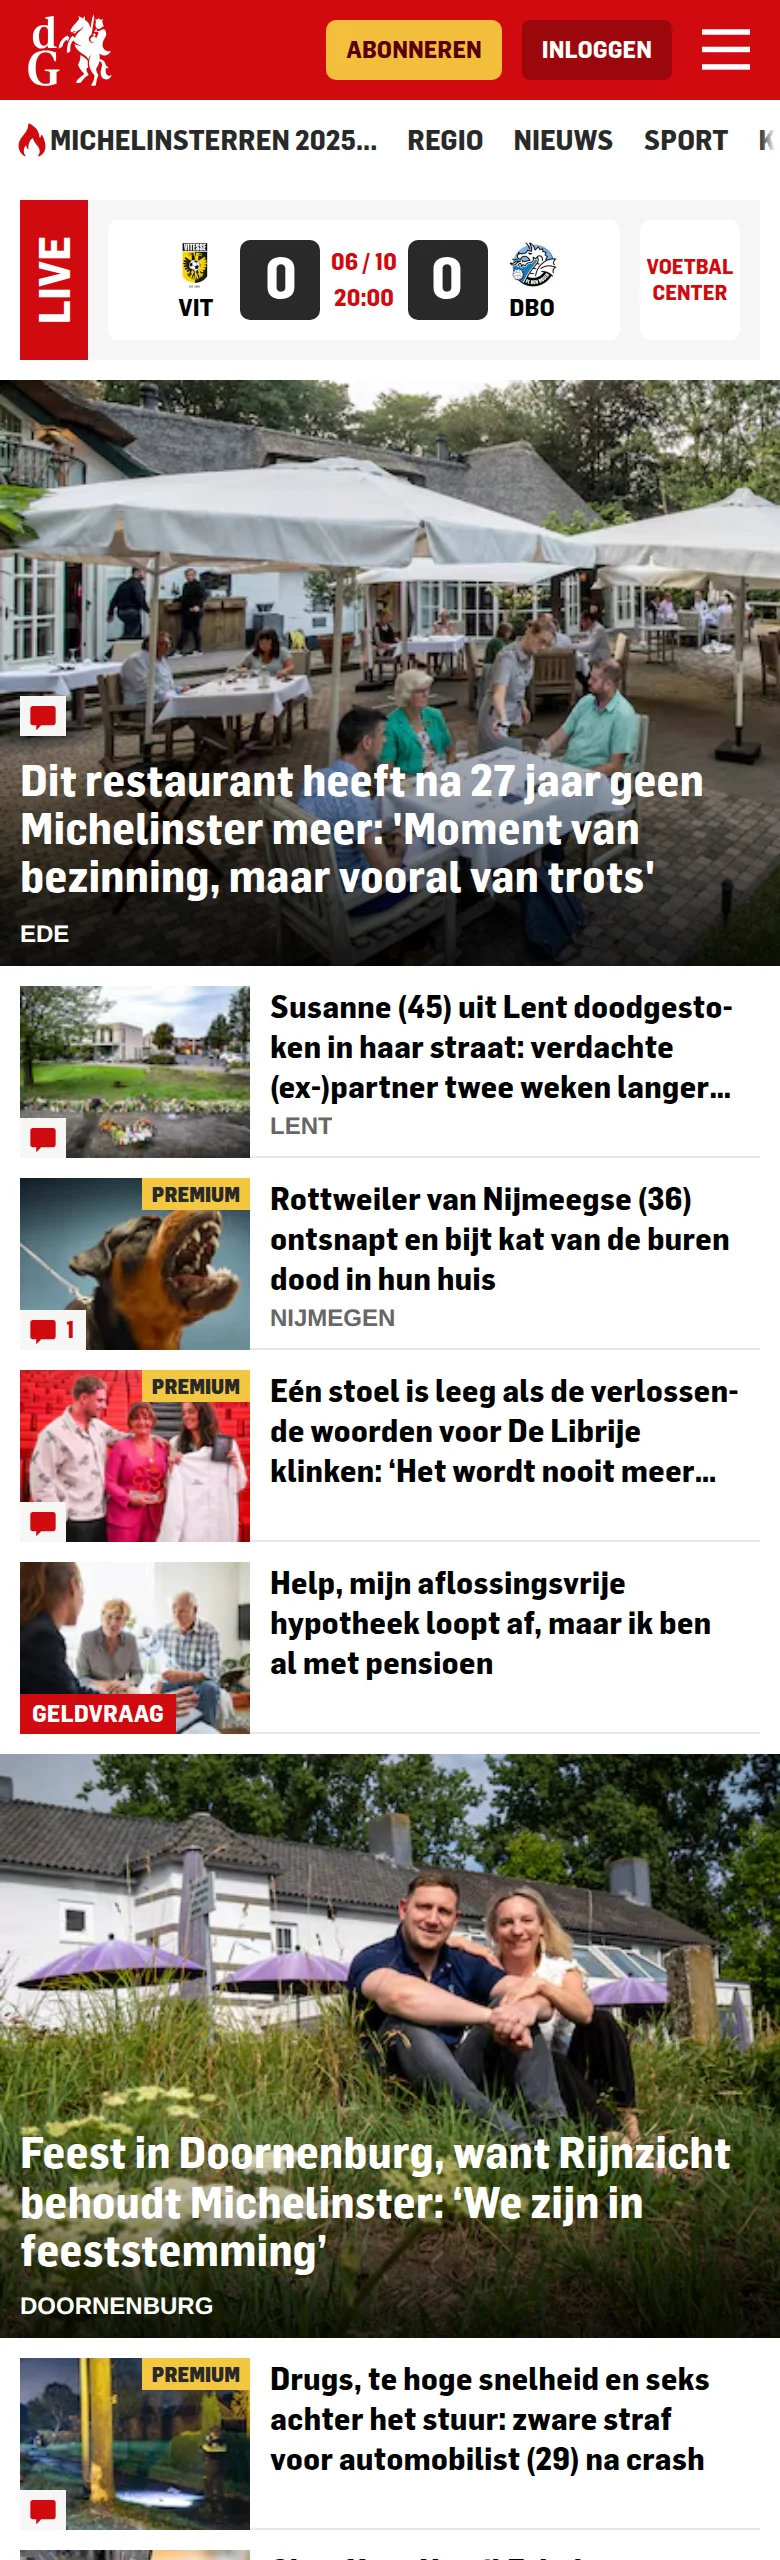 dG
ABONNEREN
INLOGGEN
MICHELINSTERREN 2025...
REGIO
NIEUWS
SPORT
LIVE
VITESSE
VIT
0
06 / 10
20:00
0
DBO
VOETBAL
CENTER
Dit restaurant heeft na 27 jaar geen
Michelinster meer: 'Moment van
bezinning, maar vooral van trots'
EDE
Susanne (45) uit Lent doodgesto-
ken in haar straat: verdachte
(ex-)partner twee weken langer...
LENT
PREMIUM
1
Rottweiler van Nijmeegse (36)
ontsnapt en bijt kat van de buren
dood in hun huis
NIJMEGEN
PREMIUM
Eén stoel is leeg als de verlossen-
de woorden voor De Librije
klinken: ‘Het wordt nooit meer...
GELDVRAAG
Help, mijn aflossingsvrije
hypotheek loopt af, maar ik ben
al met pensioen
Feest in Doornenburg, want Rijnzicht
behoudt Michelinster: ‘We zijn in
feeststemming’
DOORNENBURG
PREMIUM
Drugs, te hoge snelheid en seks
achter het stuur: zware straf
voor automobilist (29) na crash